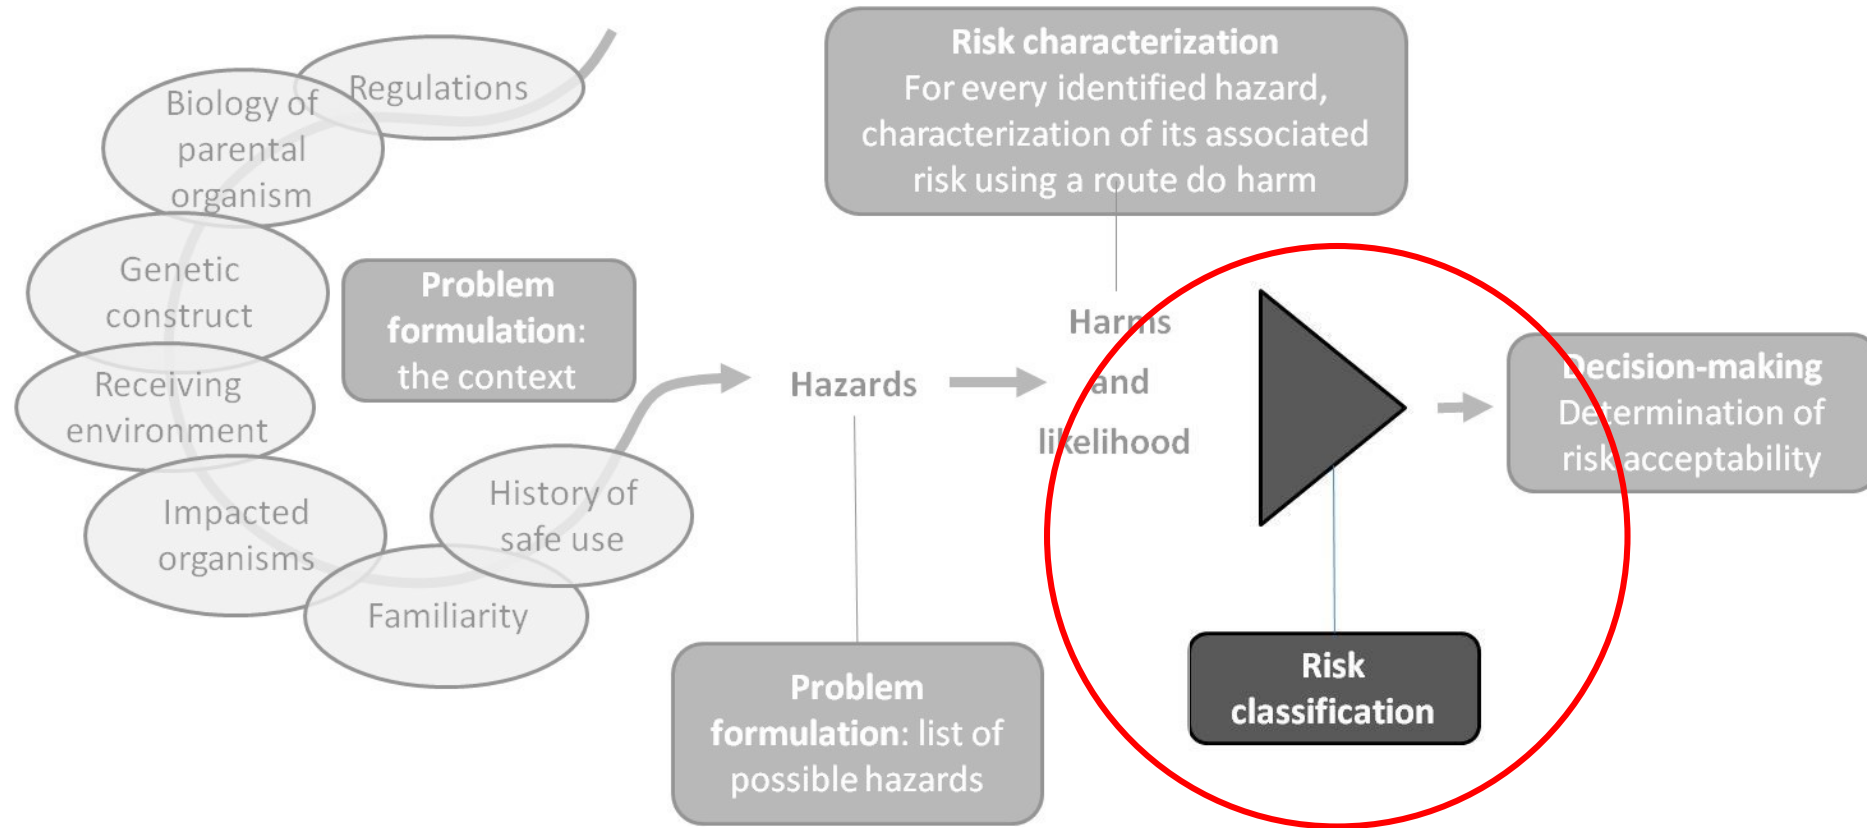 Regulations
Biology of
parental
organism
Genetic
construct
Receiving
environment
Impacted
organisms
Familiarity
History of
safe use
Problem
formulation:
the context
Hazards
Problem
formulation: list of
possible hazards
Risk characterization
For every identified hazard,
characterization of its associated
risk using a route do harm
Harms
and
likelihood
Risk
classification
Decision-making
Determination of
risk acceptability